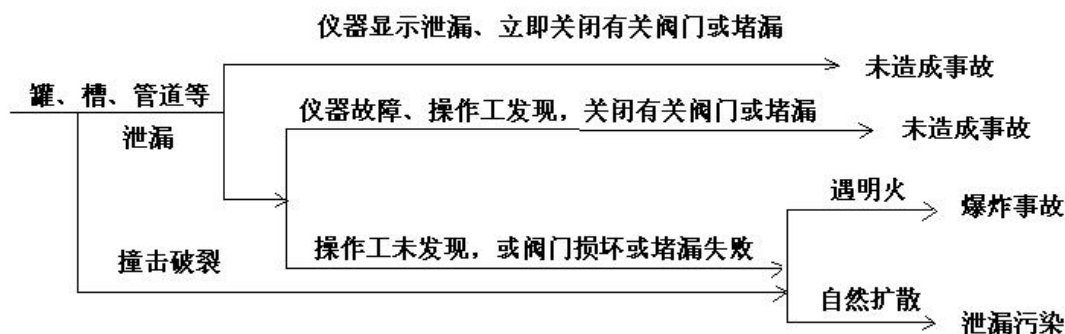 仪器显示泄漏、立即关闭有关阀门或堵漏
未造成事故
罐、槽、管道等
泄漏
仪器故障、操作工发现，关闭有关阀门或堵漏
未造成事故
遇明火
爆炸事故
操作工未发现，或阀门损坏或堵漏失败
撞击破裂
自然扩散
泄漏污染